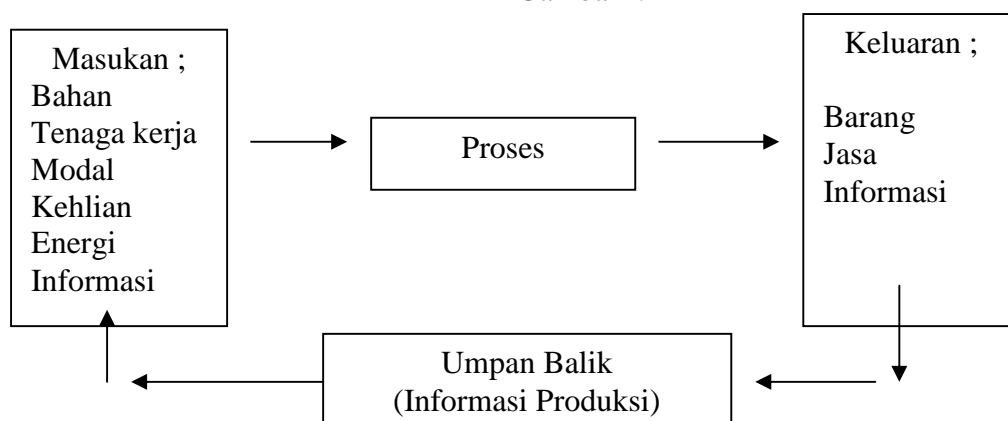 Masukan ;
Bahan
Tenaga kerja
Modal
Kehlian
Energi
Informasi
Proses
Keluaran ;
Barang
Jasa
Informasi
Umpan Balik
(Informasi Produksi)